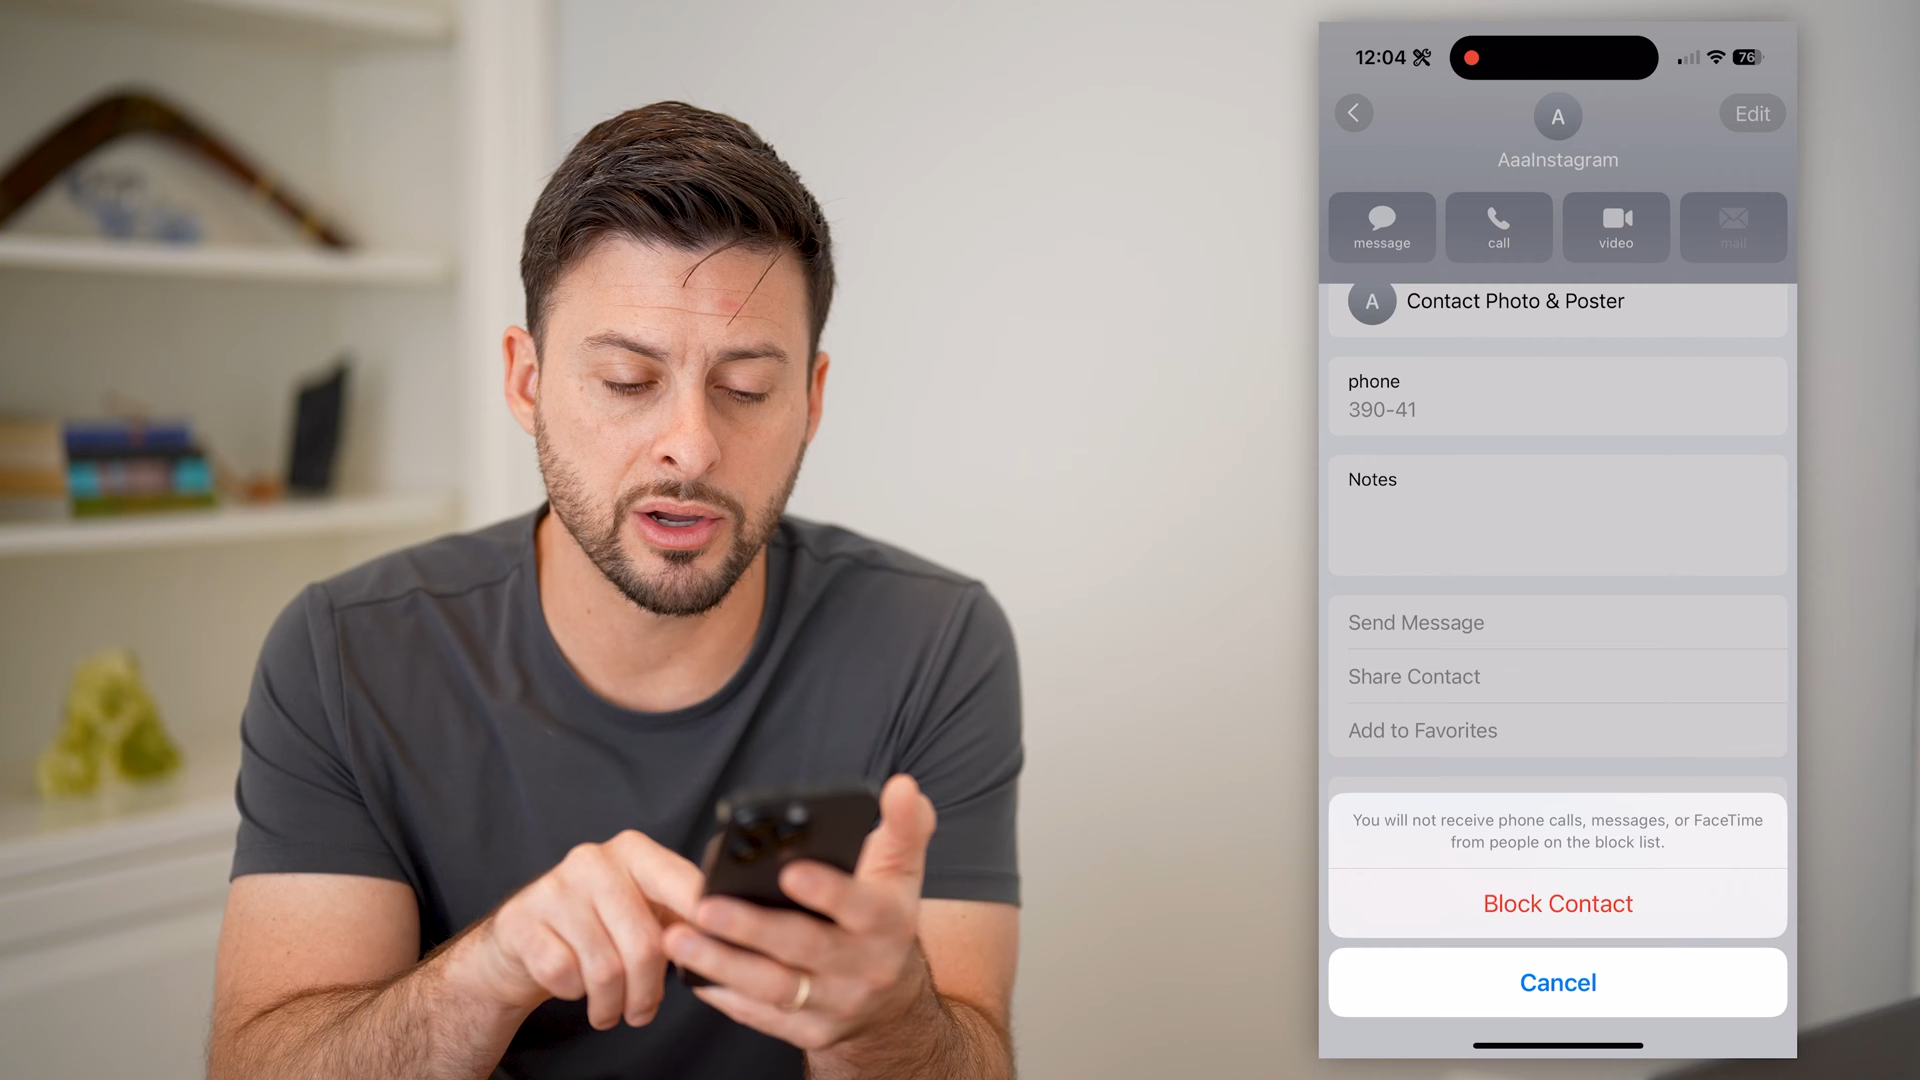 12:04
76
A
Edit
AaaInstagram
message
call
video
mail
A
Contact Photo & Poster
phone
390-41
Notes
Send Message
Share Contact
Add to Favorites
You will not receive phone calls, messages, or FaceTime
from people on the block list.
Block Contact
Cancel